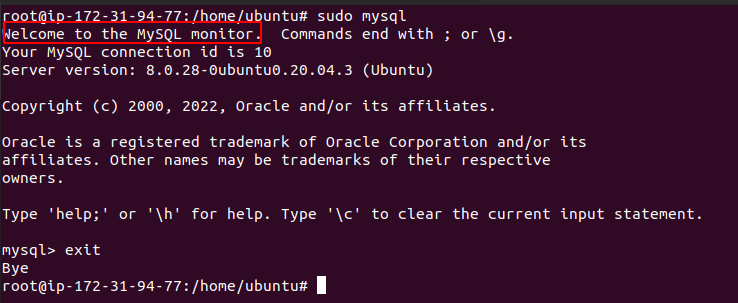 root@ip-172-31-94-77:/home/ubuntu# sudo mysql
Welcome to the MySQL monitor.  Commands end with ; or \g.
Your MySQL connection id is 10
Server version: 8.0.28-0ubuntu0.20.04.3 (Ubuntu)
Copyright (c) 2000, 2022, Oracle and/or its affiliates.
Oracle is a registered trademark of Oracle Corporation and/or its
affiliates. Other names may be trademarks of their respective
owners.
Type 'help;' or '\h' for help. Type '\c' to clear the current input statement.
mysql> exit
Bye
root@ip-172-31-94-77:/home/ubuntu#